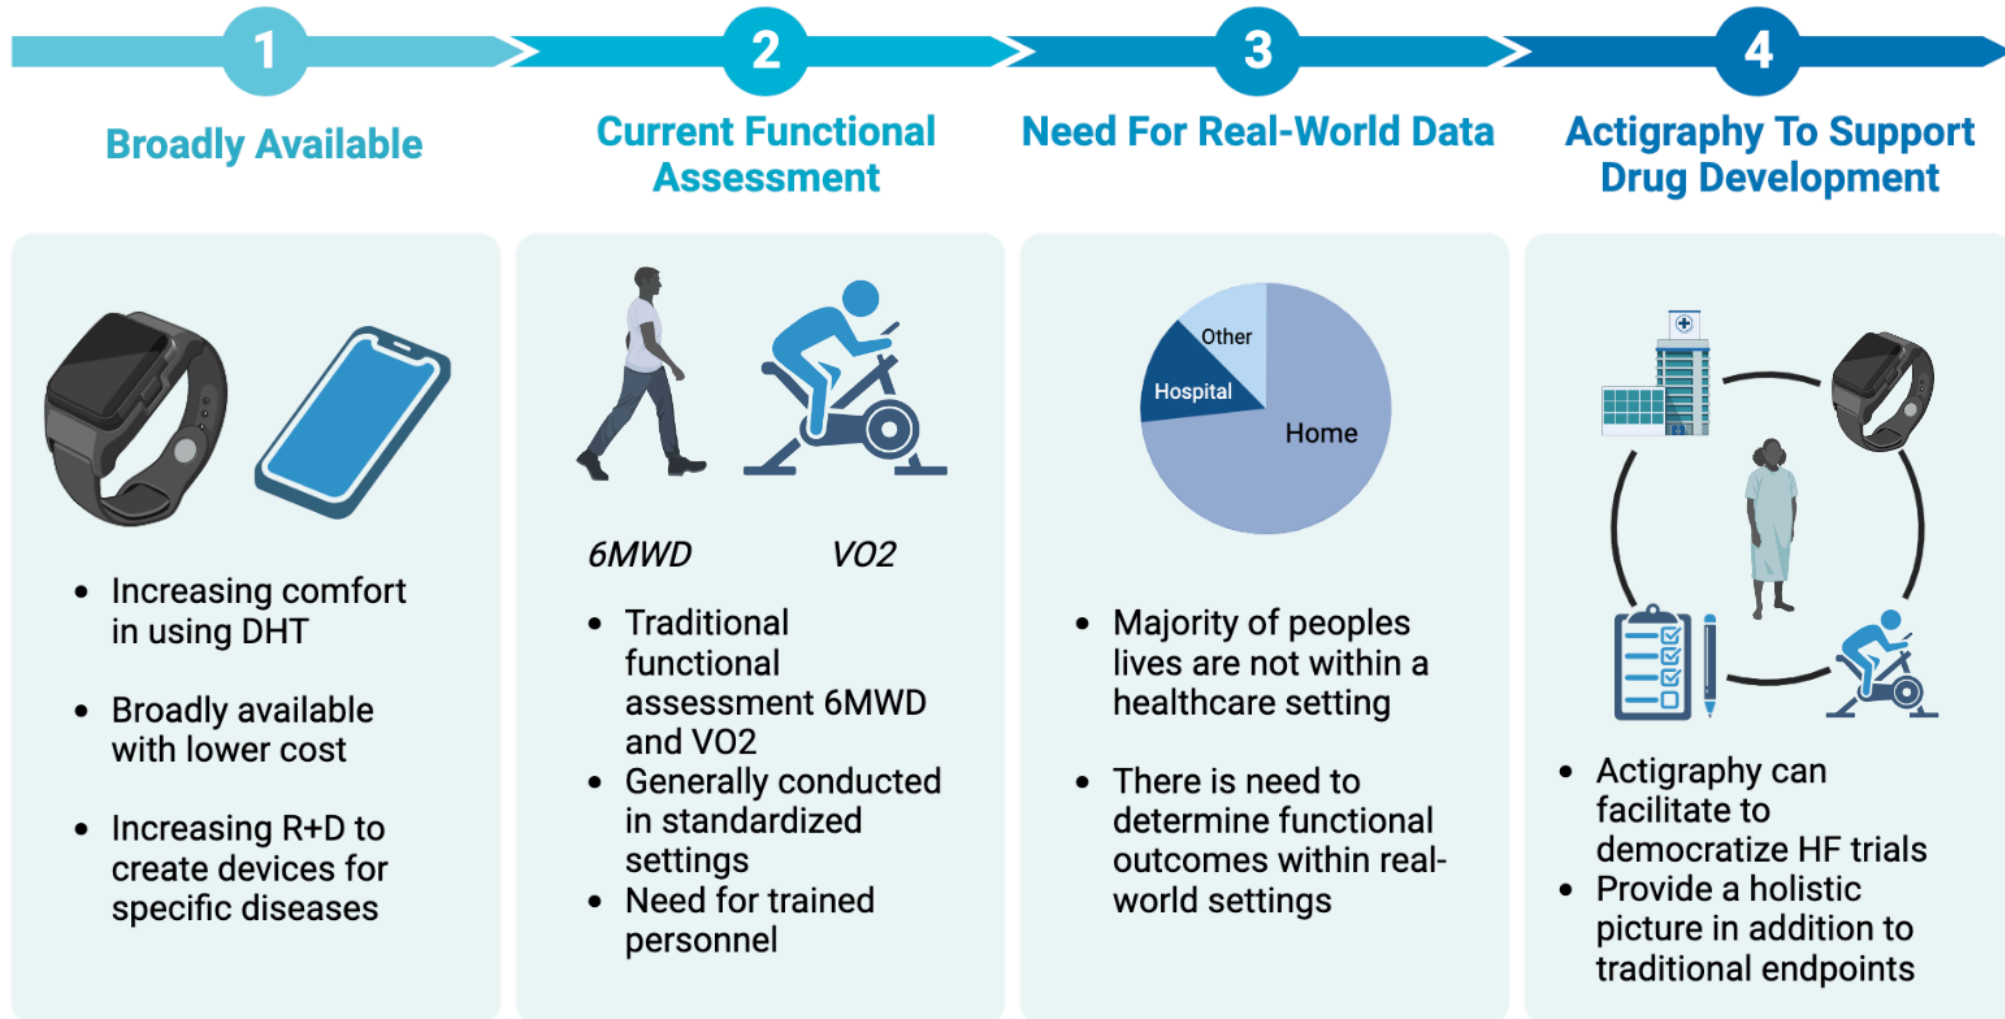 1
Broadly Available
• Increasing comfort
in using DHT
• Broadly available
with lower cost
• Increasing R+D to
create devices for
specific diseases
2
Current Functional
Assessment
6MWD VO2
• Traditional
functional
assessment 6MWD
and VO2
• Generally conducted
in standardized
settings
• Need for trained
personnel
3
Need For Real-World Data
Other
Hospital
Home
• Majority of peoples
lives are not within a
healthcare setting
• There is need to
determine functional
outcomes within real-
world settings
4
Actigraphy To Support
Drug Development
• Actigraphy can
facilitate to
democratize HF trials
• Provide a holistic
picture in addition to
traditional endpoints